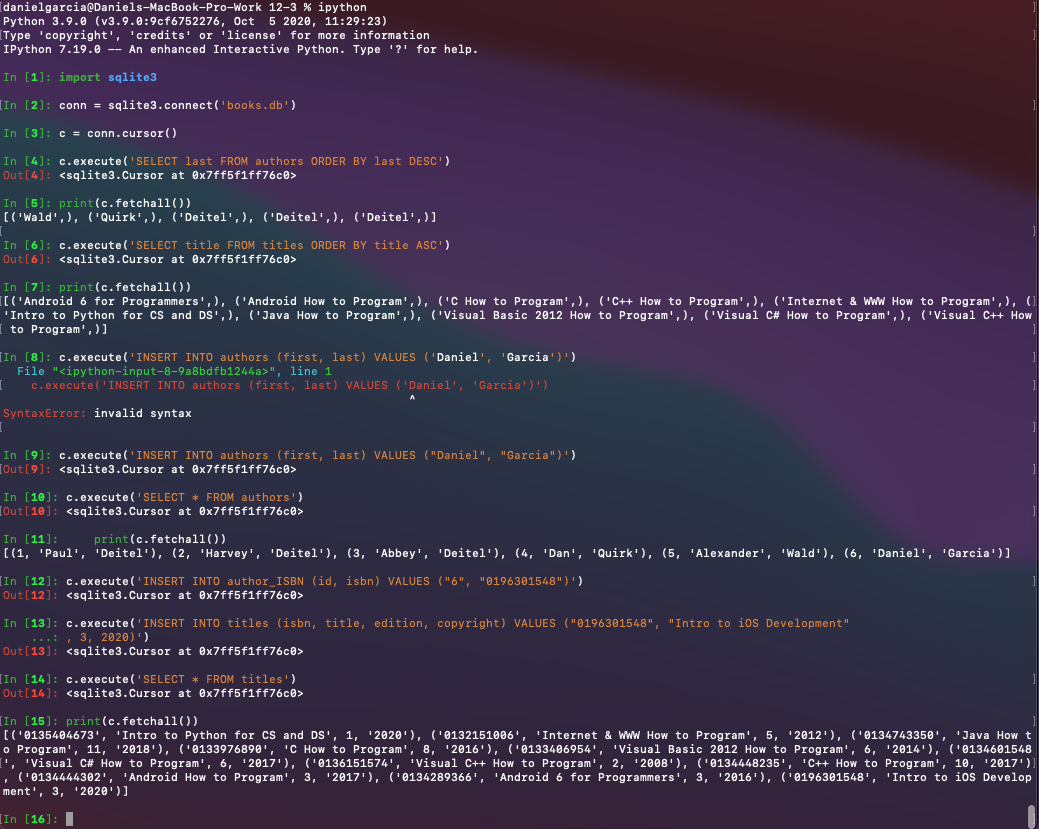 [danielgarcia@Daniels-MacBook-Pro-Work 12-3 % ipython ]
Python 3.9.0 (v3.9.0:9cf6752276, Oct  5 2020, 11:29:23)
[Type 'copyright', 'credits' or 'license' for more information ]
IPython 7.19.0 -- An enhanced Interactive Python. Type '?' for help.
In [1]: import sqlite3
[In [2]: conn = sqlite3.connect('books.db') ]
In [3]: c = conn.cursor()
In [4]: c.execute('SELECT last FROM authors ORDER BY last DESC')
[Out[4]: <sqlite3.Cursor at 0x7ff5f1ff76c0> ]
In [5]: print(c.fetchall())
[('Wald',), ('Quirk',), ('Deitel',), ('Deitel',), ('Deitel',)]
[ ]
In [6]: c.execute('SELECT title FROM titles ORDER BY title ASC')
[Out[6]: <sqlite3.Cursor at 0x7ff5f1ff76c0> ]
In [7]: print(c.fetchall())
[[('Android 6 for Programmers',), ('Android How to Program',), ('C How to Program',), ('C++ How to Program',), ('Internet & WWW How to Program',), (]
'Intro to Python for CS and DS',), ('Java How to Program',), ('Visual Basic 2012 How to Program',), ('Visual C# How to Program',), ('Visual C++ How
[ to Program',)] ]
[In [8]: c.execute('INSERT INTO authors (first, last) VALUES ('Daniel', 'Garcia')') ]
File "<ipython-input-8-9a8bdfb1244a>", line 1
[ c.execute('INSERT INTO authors (first, last) VALUES ('Daniel', 'Garcia')') ]
^
SyntaxError: invalid syntax
[ ]
[In [9]: c.execute('INSERT INTO authors (first, last) VALUES ("Daniel", "Garcia")') ]
[Out[9]: <sqlite3.Cursor at 0x7ff5f1ff76c0> ]
In [10]: c.execute('SELECT * FROM authors')
[Out[10]: <sqlite3.Cursor at 0x7ff5f1ff76c0> ]
In [11]:     print(c.fetchall())
[(1, 'Paul', 'Deitel'), (2, 'Harvey', 'Deitel'), (3, 'Abbey', 'Deitel'), (4, 'Dan', 'Quirk'), (5, 'Alexander', 'Wald'), (6, 'Daniel', 'Garcia')]
[In [12]: c.execute('INSERT INTO author_ISBN (id, isbn) VALUES ("6", "0196301548")') ]
Out[12]: <sqlite3.Cursor at 0x7ff5f1ff76c0>
[In [13]: c.execute('INSERT INTO titles (isbn, title, edition, copyright) VALUES ("0196301548", "Intro to iOS Development" ]
...: , 3, 2020)')
Out[13]: <sqlite3.Cursor at 0x7ff5f1ff76c0>
[In [14]: c.execute('SELECT * FROM titles') ]
Out[14]: <sqlite3.Cursor at 0x7ff5f1ff76c0>
[In [15]: print(c.fetchall()) ]
[('0135404673', 'Intro to Python for CS and DS', 1, '2020'), ('0132151006', 'Internet & WWW How to Program', 5, '2012'), ('0134743350', 'Java How t
[o Program', 11, '2018'), ('0133976890', 'C How to Program', 8, '2016'), ('0133406954', 'Visual Basic 2012 How to Program', 6, '2014'), ('0134601548]
[', 'Visual C# How to Program', 6, '2017'), ('0136151574', 'Visual C++ How to Program', 2, '2008'), ('0134448235', 'C++ How to Program', 10, '2017')]
, ('0134444302', 'Android How to Program', 3, '2017'), ('0134289366', 'Android 6 for Programmers', 3, '2016'), ('0196301548', 'Intro to iOS Develop
ment', 3, '2020')]
[In [16]: